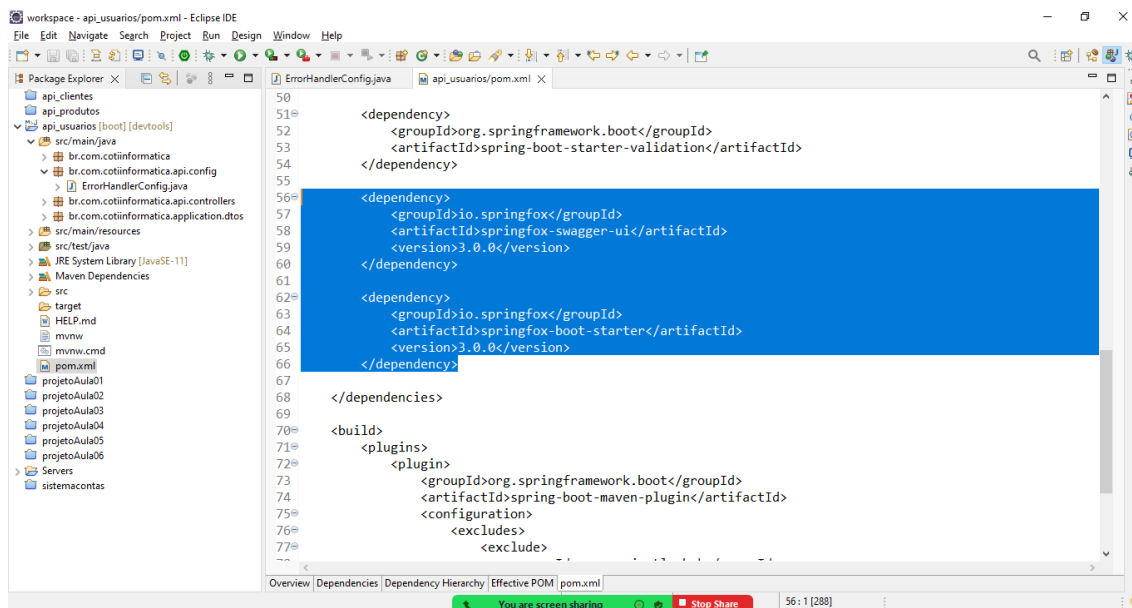 workspace - api_usuarios/pom.xml - Eclipse IDE
File Edit Navigate Search Project Run Design Window Help
Package Explorer
ErrorHandlerConfig.java
api_usuarios/pom.xml
api_clientes
api_produtos
api_usuarios [boot] [devtools]
src/main/java
br.com.cotiinformatica
br.com.cotiinformatica.api.config
ErrorHandlerConfig.java
br.com.cotiinformatica.api.controllers
br.com.cotiinformatica.application.dtos
src/main/resources
src/test/java
JRE System Library [JavaSE-11]
Maven Dependencies
src
target
HELP.md
mvnw
mvnw.cmd
pom.xml
projetoAula01
projetoAula02
projetoAula03
projetoAula04
projetoAula05
projetoAula06
Servers
sistemacontas
50
51 <dependency>
52 <groupId>org.springframework.boot</groupId>
53 <artifactId>spring-boot-starter-validation</artifactId>
54 </dependency>
55
56 <dependency>
57 <groupId>io.springfox</groupId>
58 <artifactId>springfox-swagger-ui</artifactId>
59 <version>3.0.0</version>
60 </dependency>
61
62 <dependency>
63 <groupId>io.springfox</groupId>
64 <artifactId>springfox-boot-starter</artifactId>
65 <version>3.0.0</version>
66 </dependency>
67
68 </dependencies>
69
70 <build>
71 <plugins>
72 <plugin>
73 <groupId>org.springframework.boot</groupId>
74 <artifactId>spring-boot-maven-plugin</artifactId>
75 <configuration>
76 <excludes>
77 <exclude>
Overview Dependencies Dependency Hierarchy Effective POM pom.xml
You are screen sharing
Stop Share
56 : 1 [288]